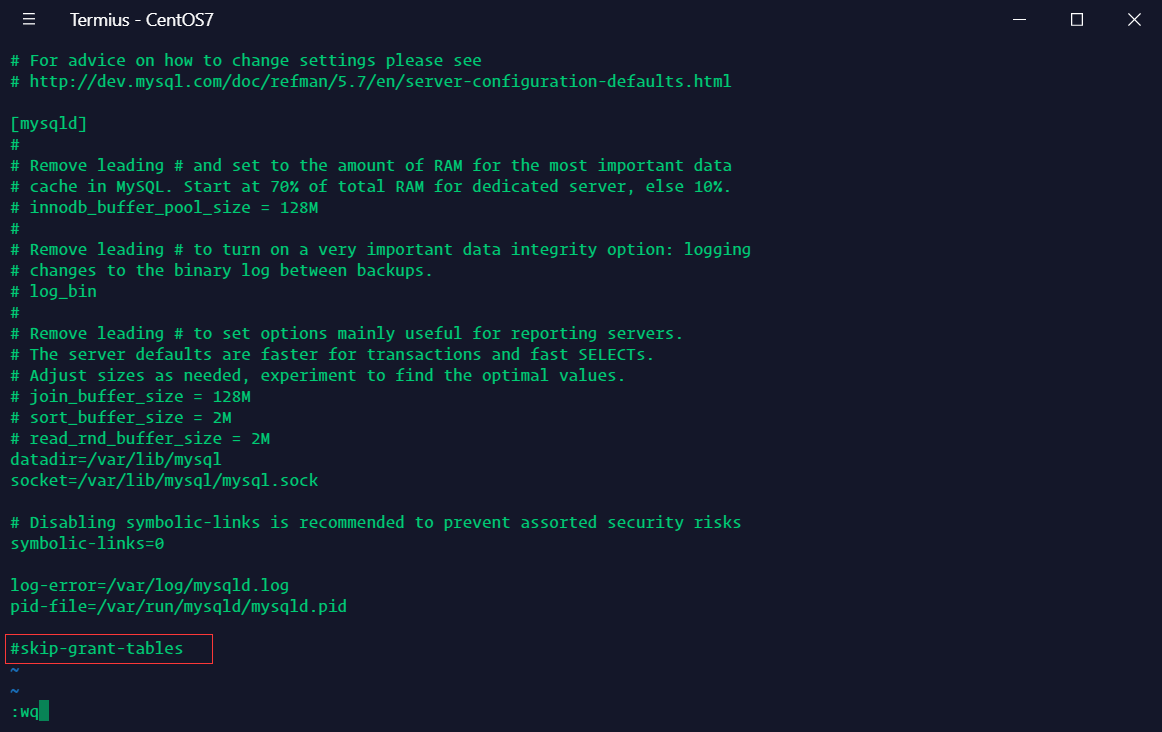 ☰ Termius - CentOS7
# For advice on how to change settings please see
# http://dev.mysql.com/doc/refman/5.7/en/server-configuration-defaults.html
[mysqld]
#
# Remove leading # and set to the amount of RAM for the most important data
# cache in MySQL. Start at 70% of total RAM for dedicated server, else 10%.
# innodb_buffer_pool_size = 128M
#
# Remove leading # to turn on a very important data integrity option: logging
# changes to the binary log between backups.
# log_bin
#
# Remove leading # to set options mainly useful for reporting servers.
# The server defaults are faster for transactions and fast SELECTs.
# Adjust sizes as needed, experiment to find the optimal values.
# join_buffer_size = 128M
# sort_buffer_size = 2M
# read_rnd_buffer_size = 2M
datadir=/var/lib/mysql
socket=/var/lib/mysql/mysql.sock
# Disabling symbolic-links is recommended to prevent assorted security risks
symbolic-links=0
log-error=/var/log/mysqld.log
pid-file=/var/run/mysqld/mysqld.pid
#skip-grant-tables
~
~
:wq